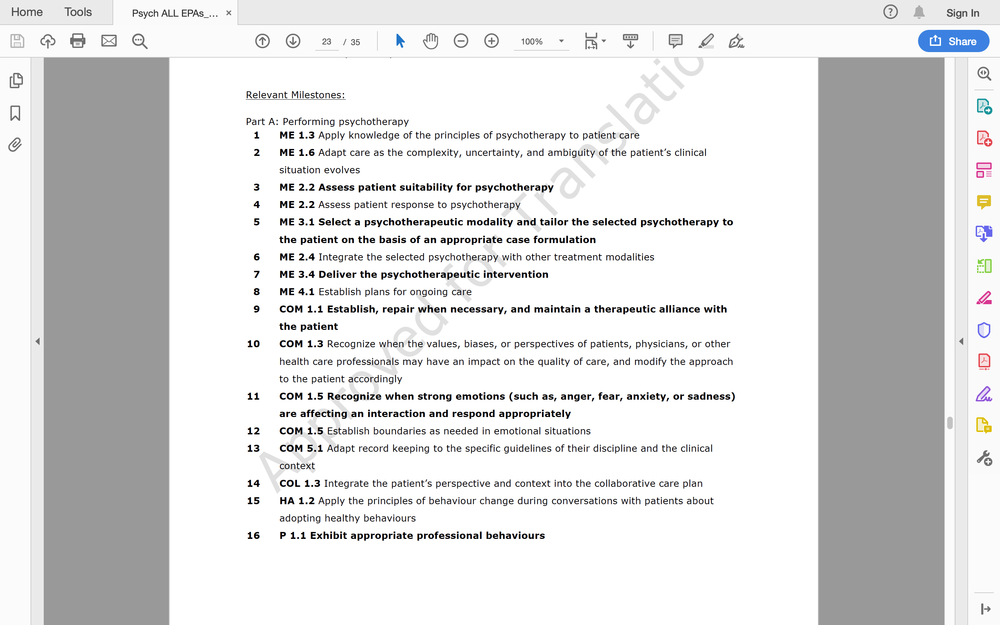 Home Tools Psych ALL EPAs_... × ? Sign In
23 / 35 100% Share
Relevant Milestones:
Part A: Performing psychotherapy
1 ME 1.3 Apply knowledge of the principles of psychotherapy to patient care
2 ME 1.6 Adapt care as the complexity, uncertainty, and ambiguity of the patient’s clinical
situation evolves
3 ME 2.2 Assess patient suitability for psychotherapy
4 ME 2.2 Assess patient response to psychotherapy
5 ME 3.1 Select a psychotherapeutic modality and tailor the selected psychotherapy to
the patient on the basis of an appropriate case formulation
6 ME 2.4 Integrate the selected psychotherapy with other treatment modalities
7 ME 3.4 Deliver the psychotherapeutic intervention
8 ME 4.1 Establish plans for ongoing care
9 COM 1.1 Establish, repair when necessary, and maintain a therapeutic alliance with
the patient
10 COM 1.3 Recognize when the values, biases, or perspectives of patients, physicians, or other
health care professionals may have an impact on the quality of care, and modify the approach
to the patient accordingly
11 COM 1.5 Recognize when strong emotions (such as, anger, fear, anxiety, or sadness)
are affecting an interaction and respond appropriately
12 COM 1.5 Establish boundaries as needed in emotional situations
13 COM 5.1 Adapt record keeping to the specific guidelines of their discipline and the clinical
context
14 COL 1.3 Integrate the patient’s perspective and context into the collaborative care plan
15 HA 1.2 Apply the principles of behaviour change during conversations with patients about
adopting healthy behaviours
16 P 1.1 Exhibit appropriate professional behaviours
Approved for Translatio